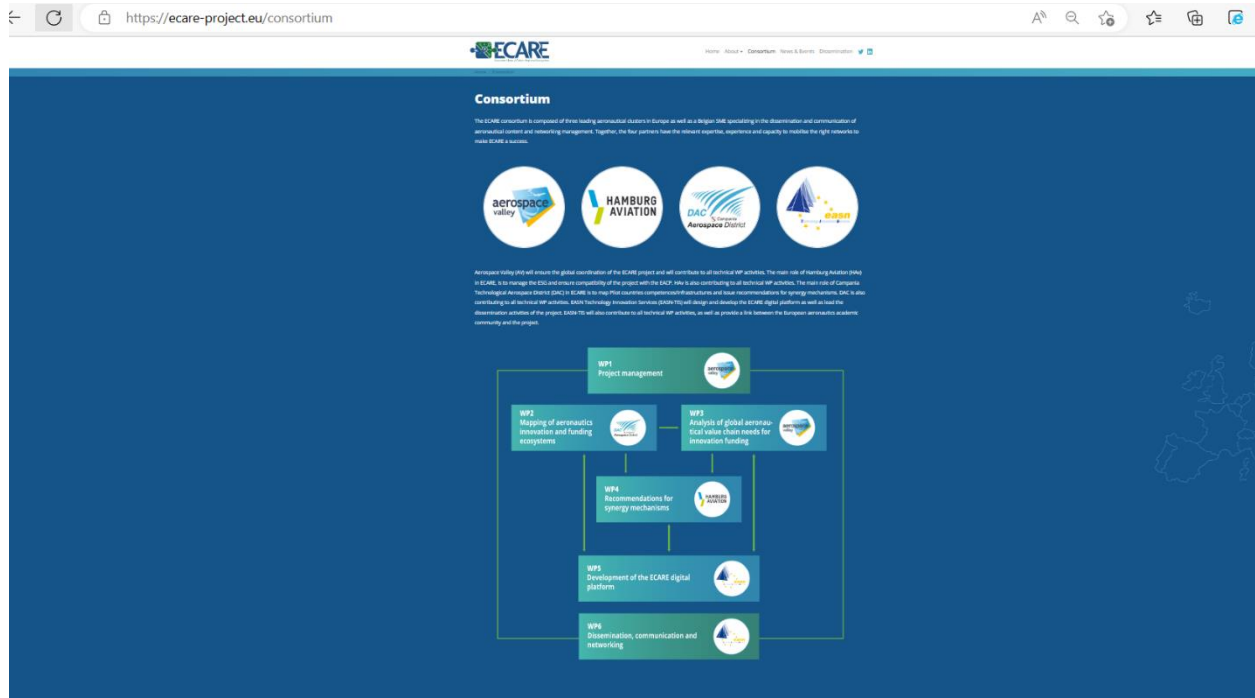 https://ecare-project.eu/consortium
ECARE
Home About Consortium News & Events Dissemination
Consortium
The ECARE consortium is composed of three leading aeronautical clusters in Europe as well as a Belgian SME specializing in the dissemination and communication of
aeronautical content and networking management. Together, the four partners have the relevant expertise, experience and capacity to mobilise the right networks to
make ECARE a success.
aerospace
valley
HAMBURG
AVIATION
DAC
Campania
Aerospace District
easn
Aerospace Valley (AV) will ensure the global coordination of the ECARE project and will contribute to all technical WP activities. The main role of Hamburg Aviation (HAv)
in ECARE, is to manage the ESG and ensure compatibility of the project with the EACP. HAv is also contributing to all technical WP activities. The main role of Campania
Technological Aerospace District (DAC) in ECARE is to map Pilot countries competences/infrastructures and issue recommendations for synergy mechanisms. DAC is also
contributing to all technical WP activities. EASN Technology Innovation Services (EASN-TIS) will design and develop the ECARE digital platform as well as lead the
dissemination activities of the project. EASN-TIS will also contribute to all technical WP activities, as well as provide a link between the European aeronautics academic
community and the project.
WP1
Project management
aerospace
valley
WP2
Mapping of aeronautics
innovation and funding
ecosystems
DAC
WP3
Analysis of global aeronau-
tical value chain needs for
innovation funding
aerospace
valley
WP4
Recommendations for
synergy mechanisms
HAMBURG
AVIATION
WP5
Development of the ECARE digital
platform
easn
WP6
Dissemination, communication and
networking
easn